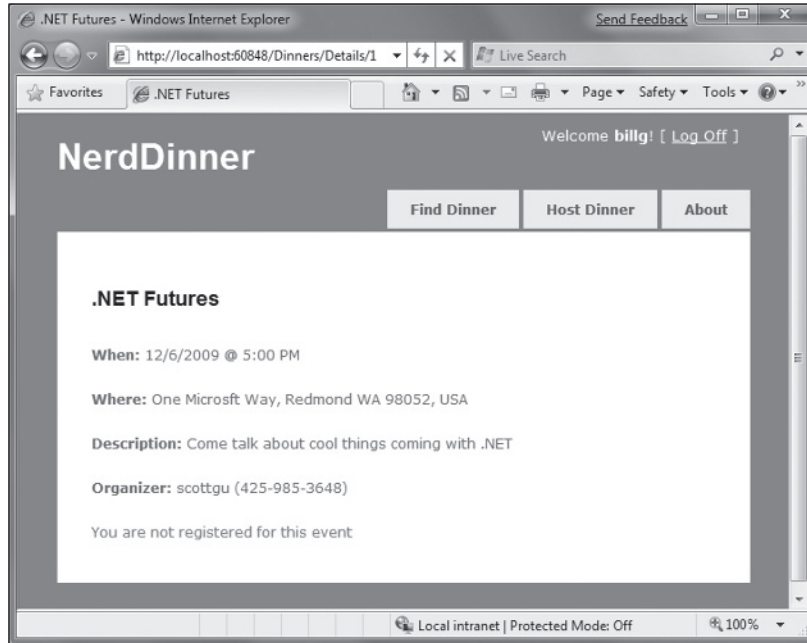 .NET Futures - Windows Internet Explorer
Send Feedback
http://localhost:60848/Dinners/Details/1
Live Search
Favorites
.NET Futures
Page
Safety
Tools
Welcome billg! [ Log Off ]
NerdDinner
Find Dinner
Host Dinner
About
.NET Futures
When: 12/6/2009 @ 5:00 PM
Where: One Microsft Way, Redmond WA 98052, USA
Description: Come talk about cool things coming with .NET
Organizer: scottgu (425-985-3648)
You are not registered for this event
Local intranet | Protected Mode: Off
100%